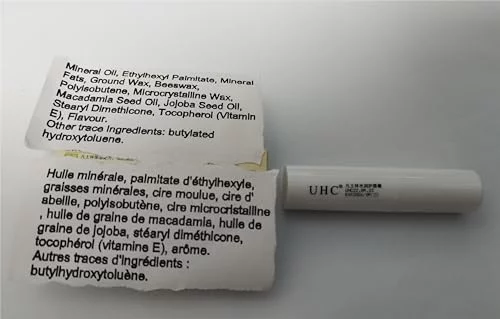 Mineral Oil, Ethylhexyl Palmitate, Mineral
Fats, Ground Wax, Beeswax,
Polyisobutene, Microcrystalline Wax,
Macadamia Seed Oil, Jojoba Seed Oil,
Stearyl Dimethicone, Tocopherol (Vitamin
E), Flavour.
Other trace ingredients: butylated
hydroxytoluene.
Huile minérale, palmitate d'éthylhexyle,
graisses minérales, cire moulue, cire d'
abeille, polyisobutène, cire microcristalline
, huile de graine de macadamia, huile de
graine de jojoba, stéaryl diméthicone,
tocophérol (vitamine E), arôme.
Autres traces d'ingrédients :
butylhydroxytoluène.
UHC